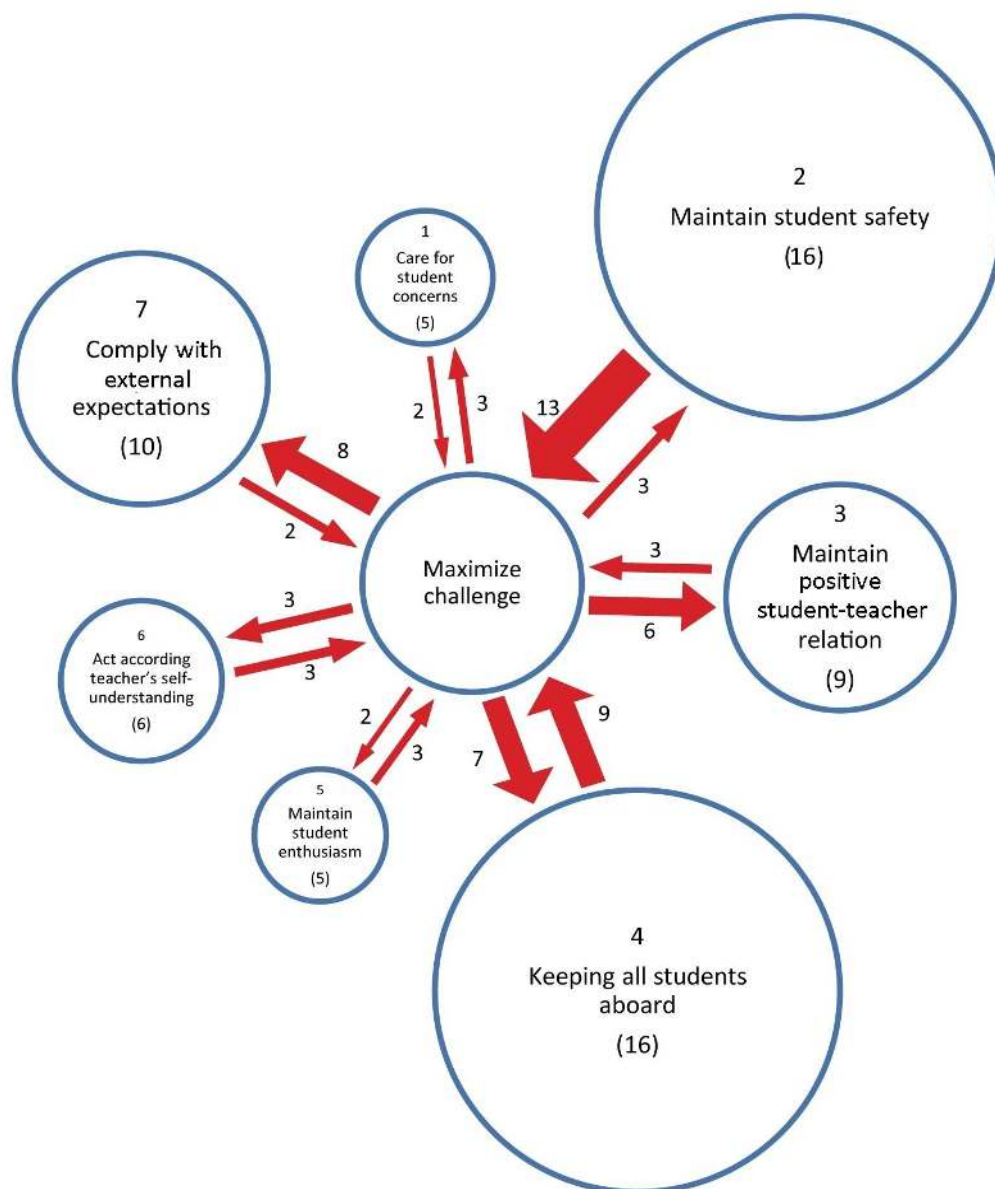 2
Maintain student safety
(16)
1
Care for
student
concerns
(5)
7
Comply with
external
expectations
(10)
13
2
3
8
3
2
3
Maintain
positive
student-teacher
relation
(9)
3
6
Maximize
challenge
3
3
6
Act according
teacher's self-
understanding
(6)
2
3
7
9
5
Maintain
student
enthusiasm
(5)
4
Keeping all students
aboard
(16)